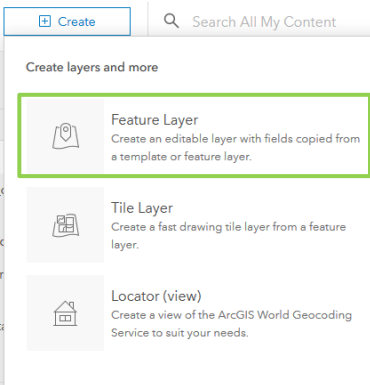 Create
Search All My Content
Create layers and more
Feature Layer
Create an editable layer with fields copied from
a template or feature layer.
Tile Layer
Create a fast drawing tile layer from a feature
layer.
Locator (view)
Create a view of the ArcGIS World Geocoding
Service to suit your needs.